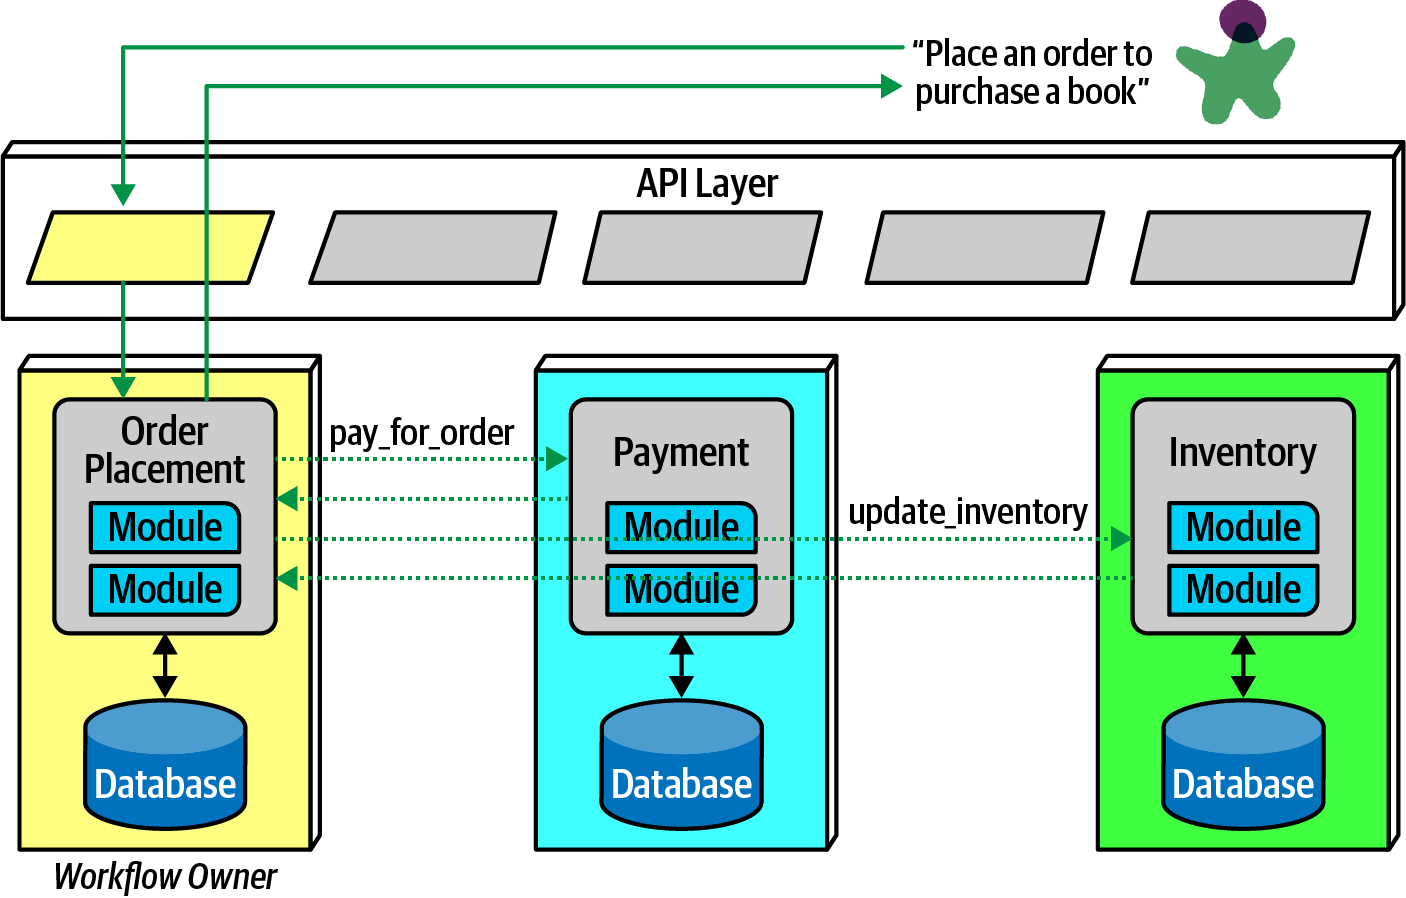 “Place an order to
purchase a book”
API Layer
Order
Placement
Module
Module
Database
Workflow Owner
pay_for_order
Payment
Module
Module
Database
update_inventory
Inventory
Module
Module
Database